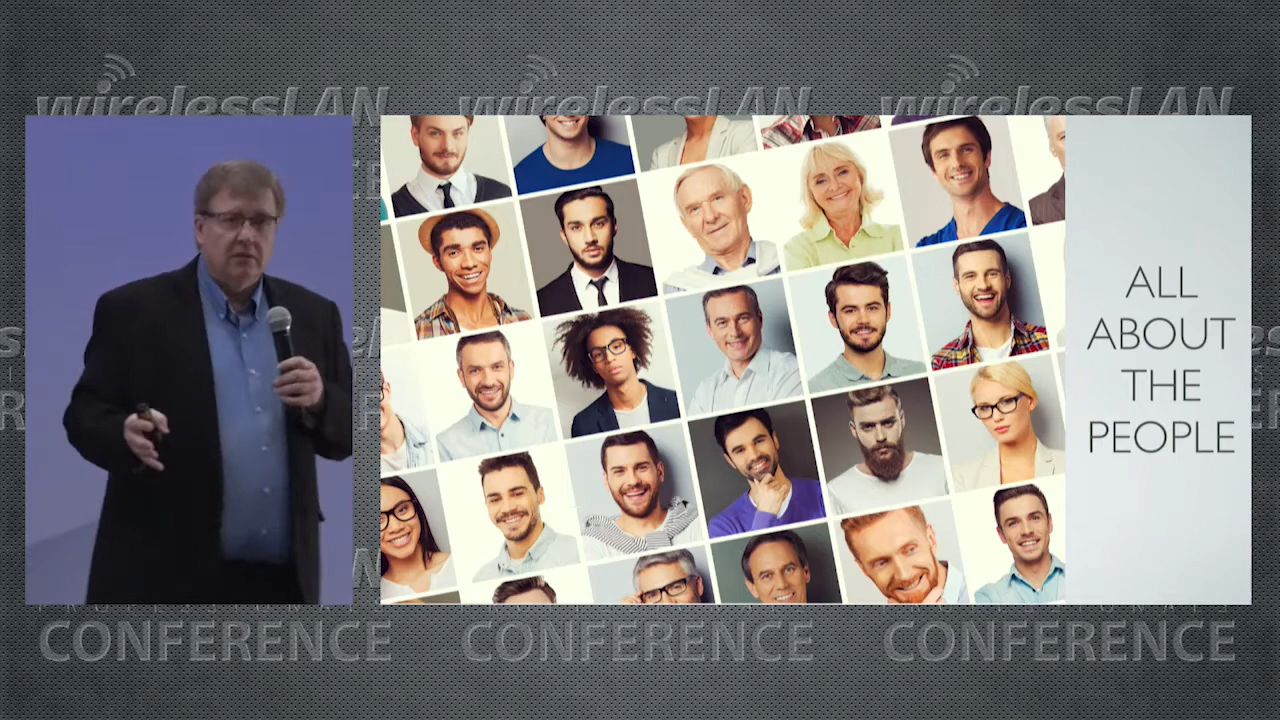 wirelessLAN
wirelessLAN
wirelessLAN
ALL
ABOUT
THE
PEOPLE
CONFERENCE
CONFERENCE
CONFERENCE